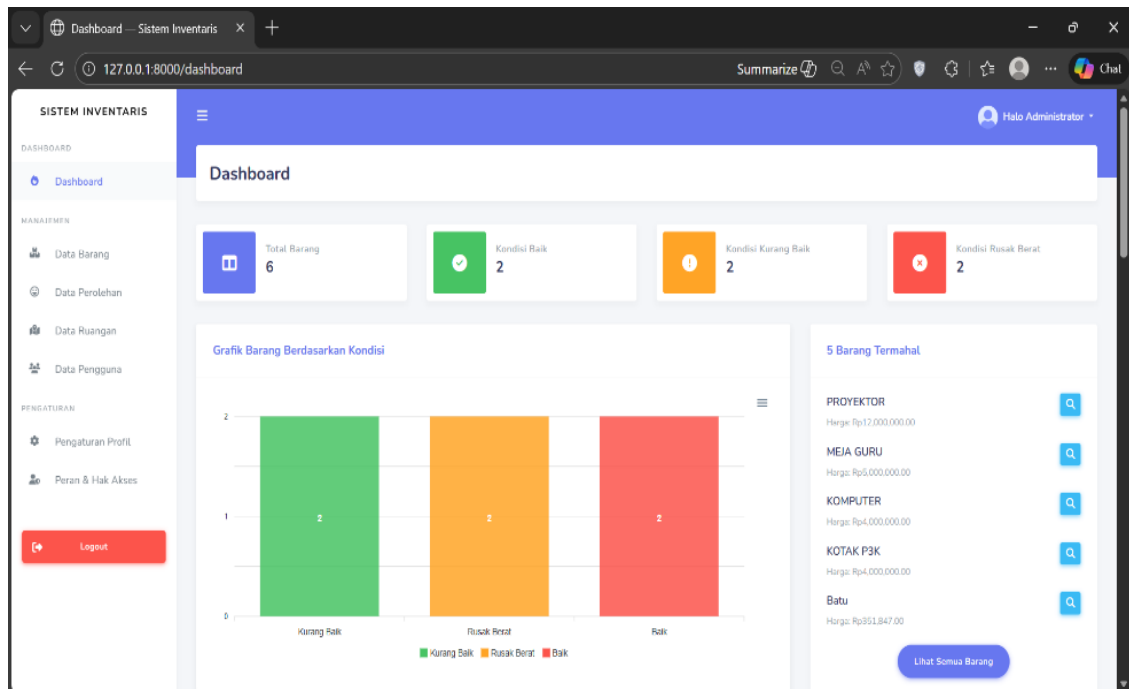 Dashboard — Sistem Inventaris
127.0.0.1:8000/dashboard
Summarize
Chat
SISTEM INVENTARIS
Halo Administrator
DASHBOARD
Dashboard
Dashboard
MANAJEMEN
Data Barang
Data Perolehan
Data Ruangan
Data Pengguna
PENGATURAN
Pengaturan Profil
Peran & Hak Akses
Logout
Total Barang
6
Kondisi Baik
2
Kondisi Kurang Baik
2
Kondisi Rusak Berat
2
Grafik Barang Berdasarkan Kondisi
2
1
0
2
2
2
Kurang Baik
Rusak Berat
Baik
Kurang Baik Rusak Berat Baik
5 Barang Termahal
PROYEKTOR
Harga: Rp12,000,000.00
MEJA GURU
Harga: Rp5,000,000.00
KOMPUTER
Harga: Rp4,000,000.00
KOTAK P3K
Harga: Rp4,000,000.00
Batu
Harga: Rp351,847.00
Lihat Semua Barang